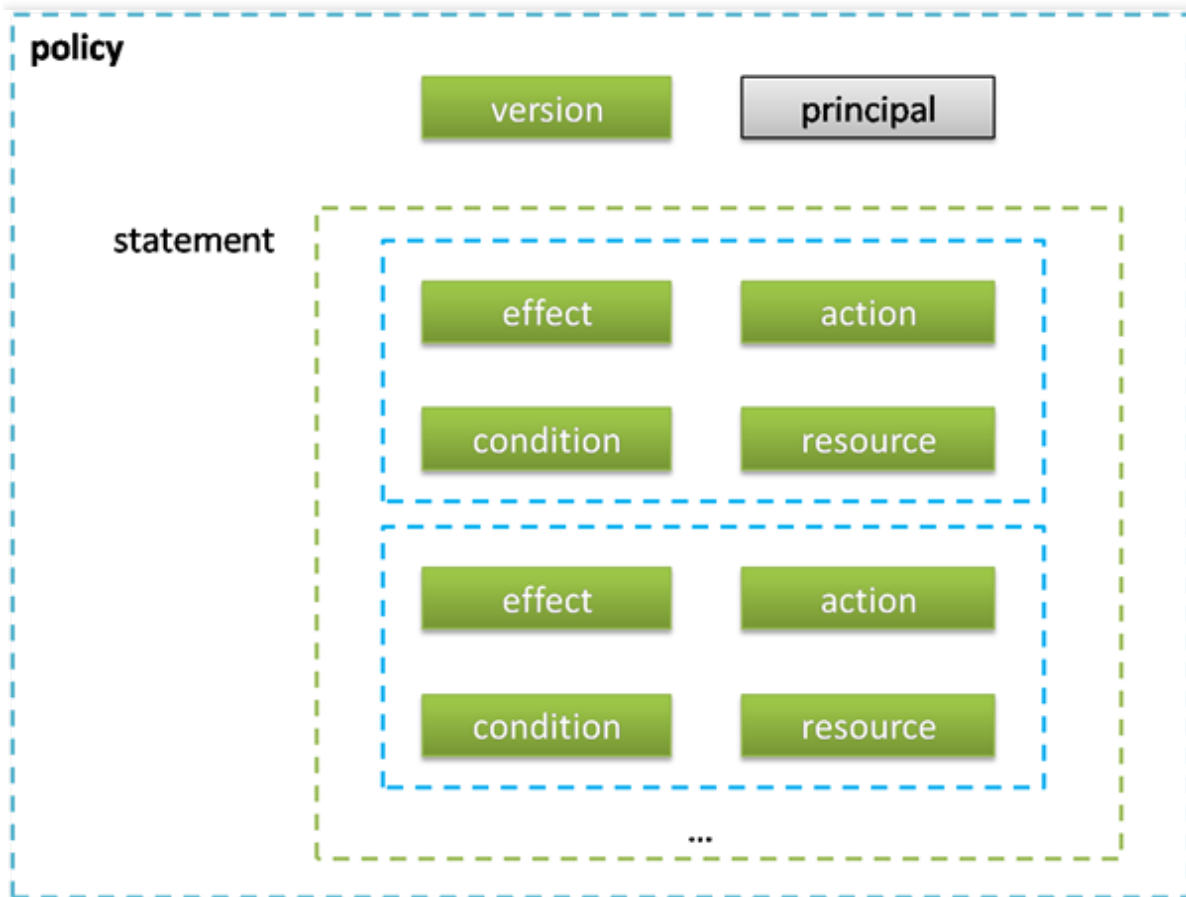 policy
version principal
statement
effect action
condition resource
effect action
condition resource
...